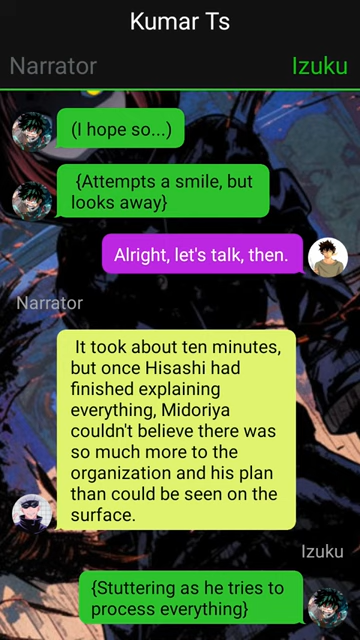 Kumar Ts
Narrator
Izuku
(I hope so...)
{Attempts a smile, but
looks away}
Alright, let's talk, then.
Narrator
It took about ten minutes,
but once Hisashi had
finished explaining
everything, Midoriya
couldn't believe there was
so much more to the
organization and his plan
than could be seen on the
surface.
Izuku
{Stuttering as he tries to
process everything}